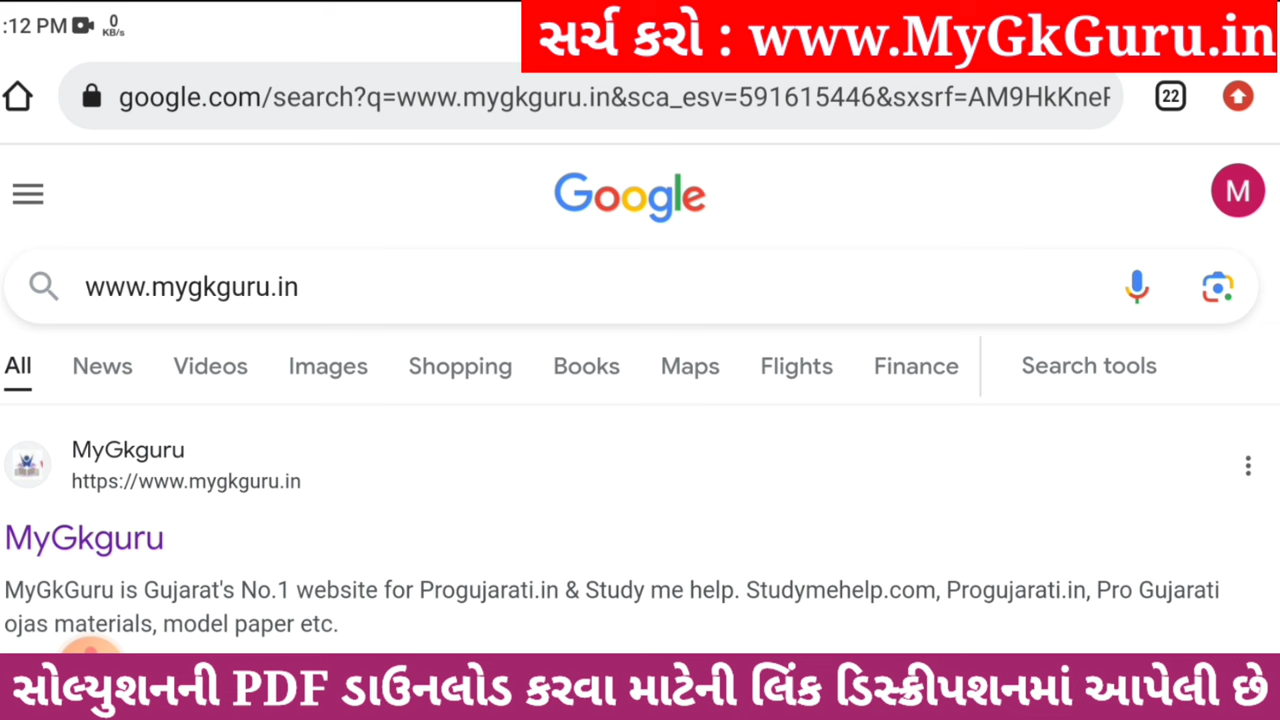 :12 PM 0 KB/s
સર્ચ કરો : www.MyGkGuru.in
google.com/search?q=www.mygkguru.in&sca_esv=591615446&sxsrf=AM9HkKneF
22
Google
M
www.mygkguru.in
All News Videos Images Shopping Books Maps Flights Finance Search tools
MyGkguru
https://www.mygkguru.in
MyGkguru
MyGkGuru is Gujarat's No.1 website for Progujarati.in & Study me help. Studymehelp.com, Progujarati.in, Pro Gujarati
ojas materials, model paper etc.
સોલ્યુશનની PDF ડાઉનલોડ કરવા માટેની લિંક ડિસ્ક્રીપશનમાં આપેલી છે